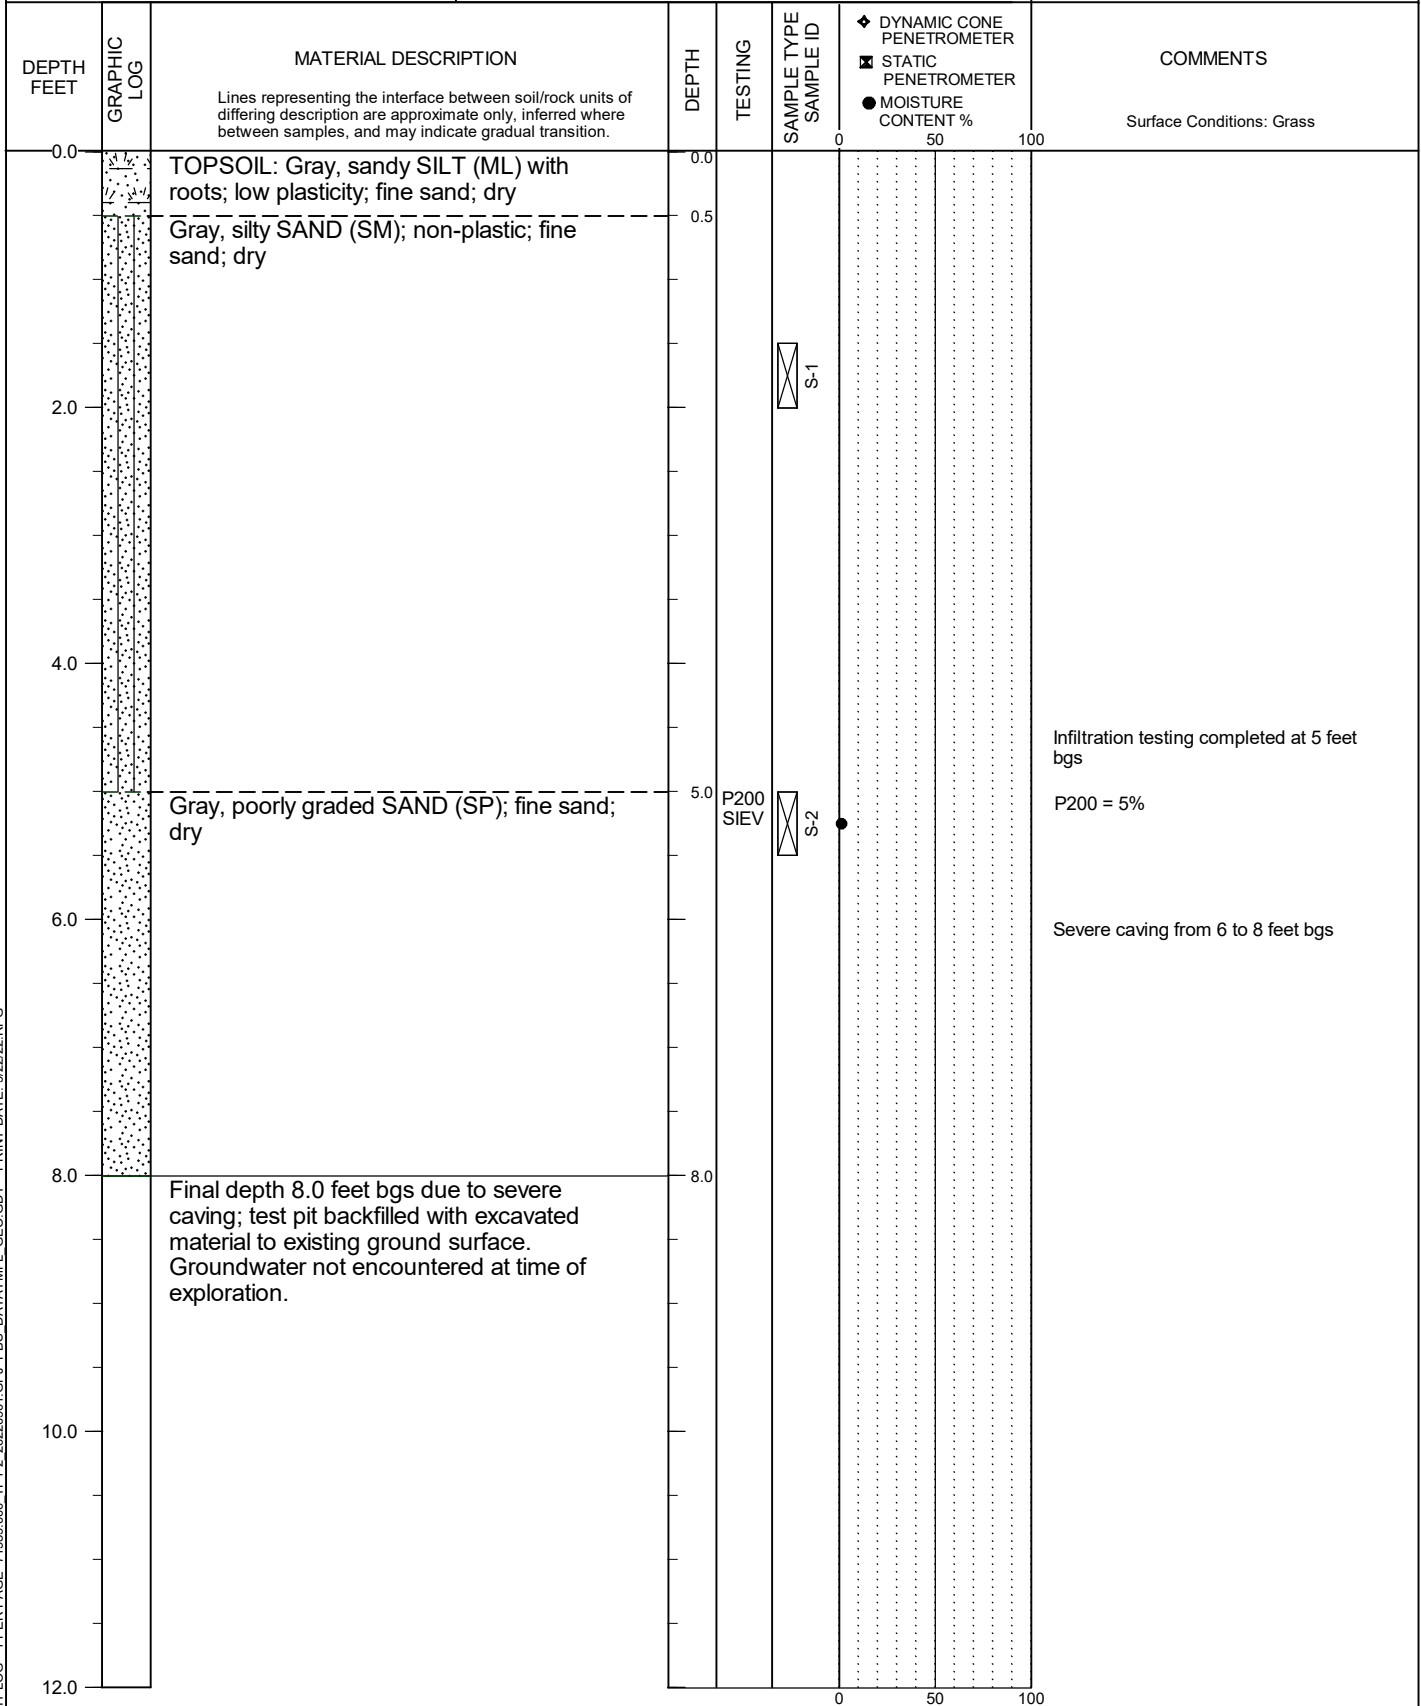 DEPTH
FEET
GRAPHIC
LOG
MATERIAL DESCRIPTION
Lines representing the interface between soil/rock units of
differing description are approximate only, inferred where
between samples, and may indicate gradual transition.
DEPTH
TESTING
SAMPLE TYPE
SAMPLE ID
DYNAMIC CONE
PENETROMETER
STATIC
PENETROMETER
MOISTURE
CONTENT %
0 50 100
COMMENTS
Surface Conditions: Grass
0.0
TOPSOIL: Gray, sandy SILT (ML) with
roots; low plasticity; fine sand; dry
0.0
0.5
Gray, silty SAND (SM); non-plastic; fine
sand; dry
S-1
2.0
4.0
Infiltration testing completed at 5 feet
bgs
5.0
Gray, poorly graded SAND (SP); fine sand;
dry
P200
SIEV
S-2
P200 = 5%
6.0
Severe caving from 6 to 8 feet bgs
8.0
8.0
Final depth 8.0 feet bgs due to severe
caving; test pit backfilled with excavated
material to existing ground surface.
Groundwater not encountered at time of
exploration.
10.0
12.0
0 50 100